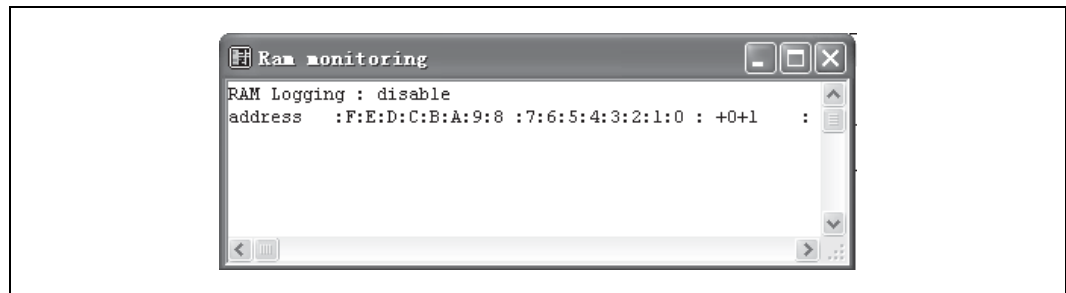 Ram monitoring
RAM Logging : disable
address   :F:E:D:C:B:A:9:8 :7:6:5:4:3:2:1:0 : +0+1    :